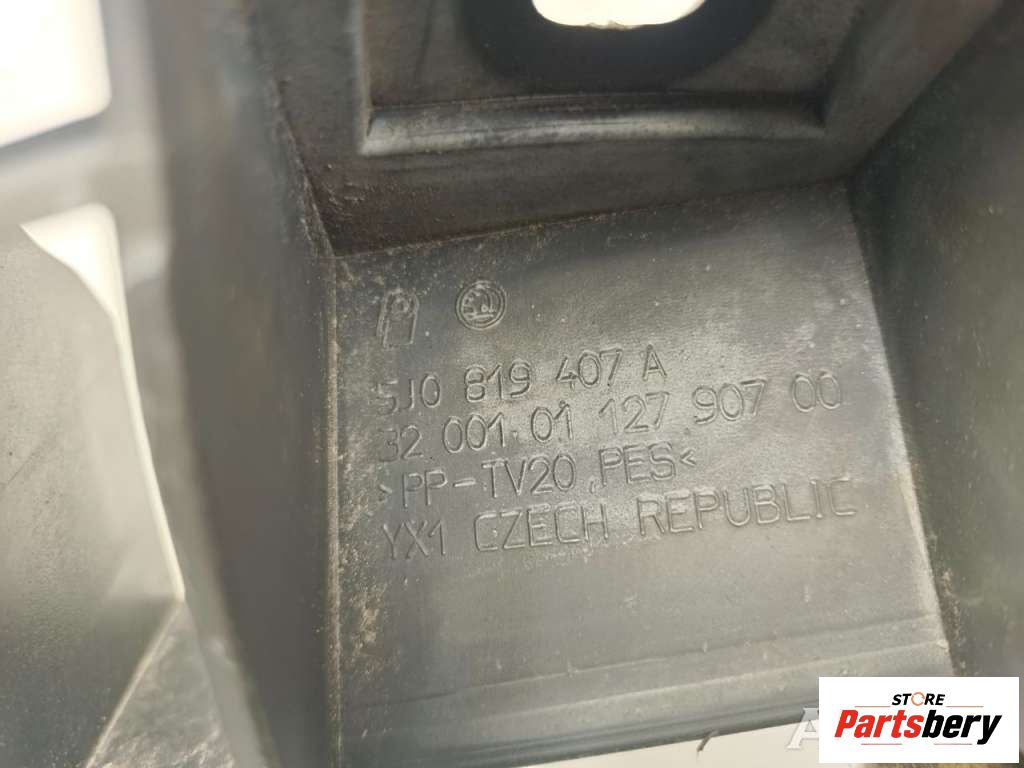 5J0 819 407 A
32 001 01 127 907 00
>PP-TV20 PES<
YX1 CZECH REPUBLIC
STORE
Partsbery